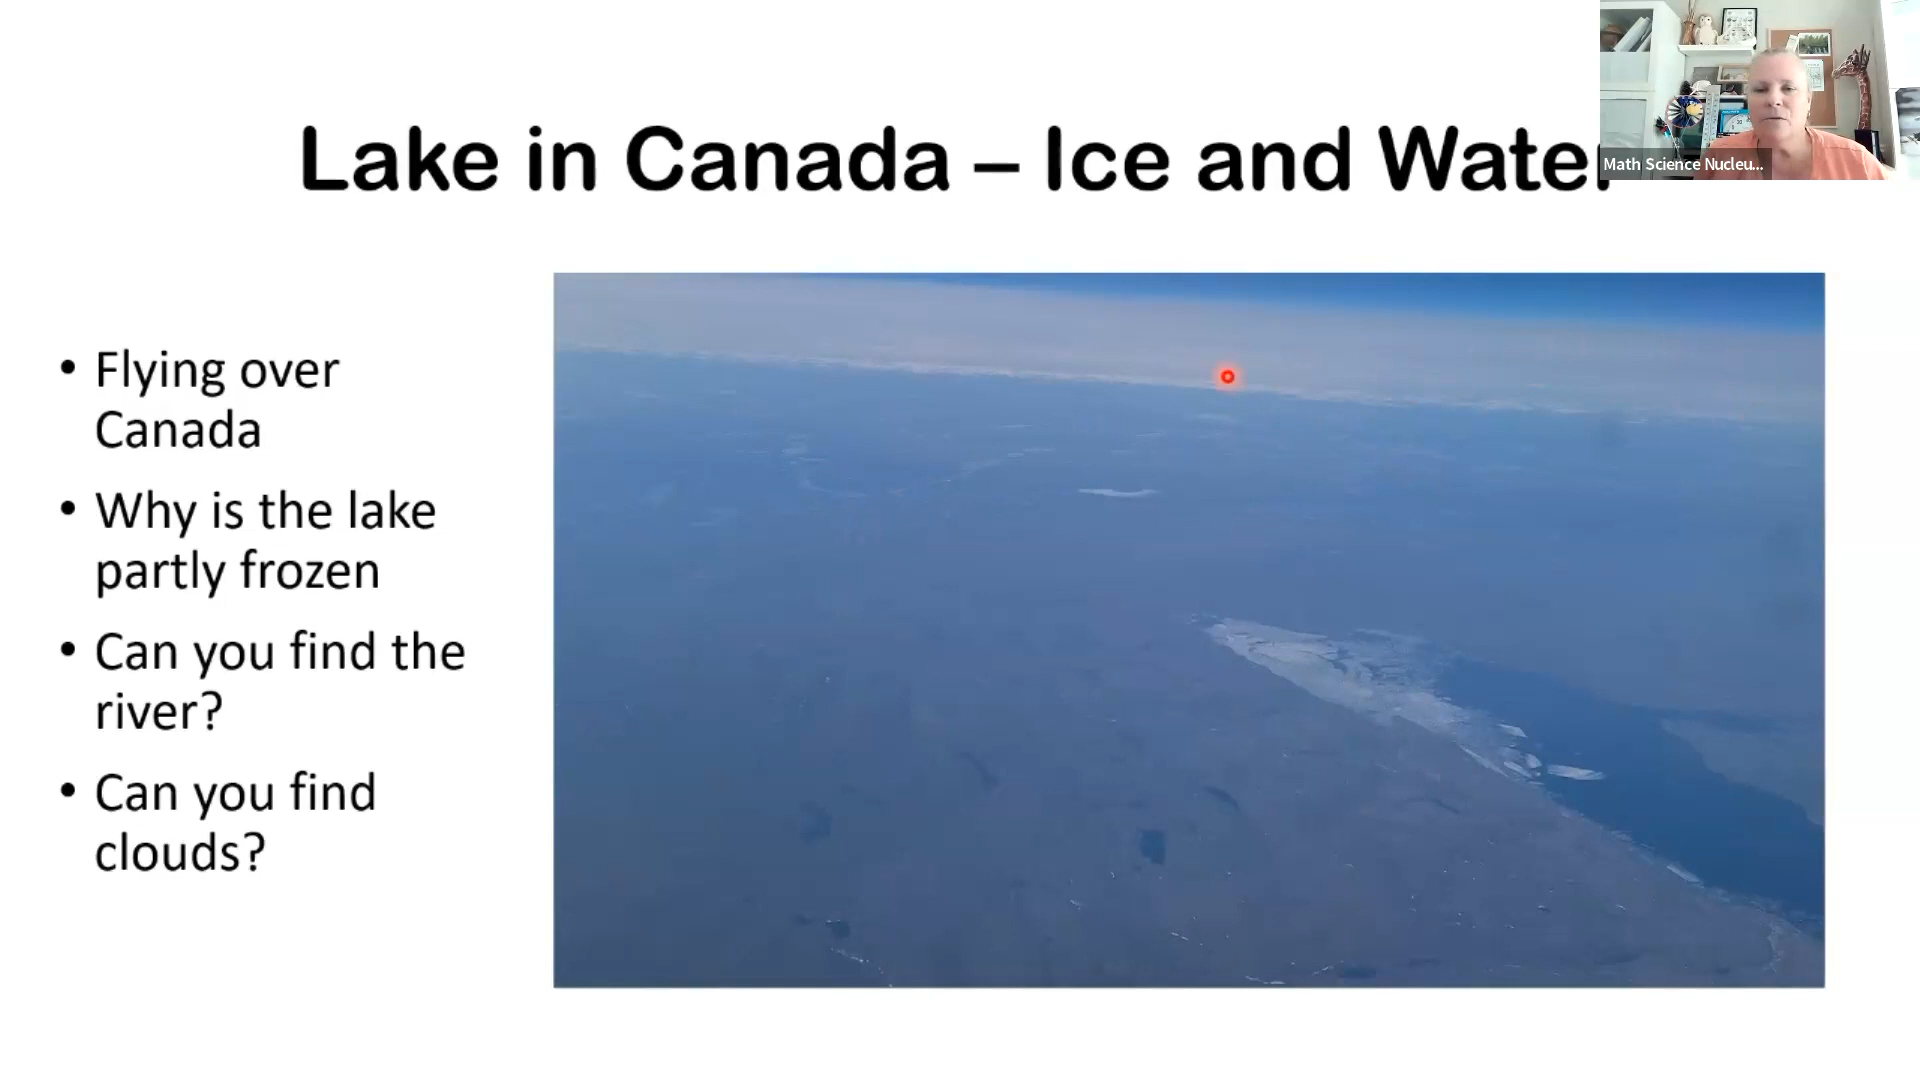 Lake in Canada – Ice and Water
Math Science Nucleu...
• Flying over
Canada
• Why is the lake
partly frozen
• Can you find the
river?
• Can you find
clouds?